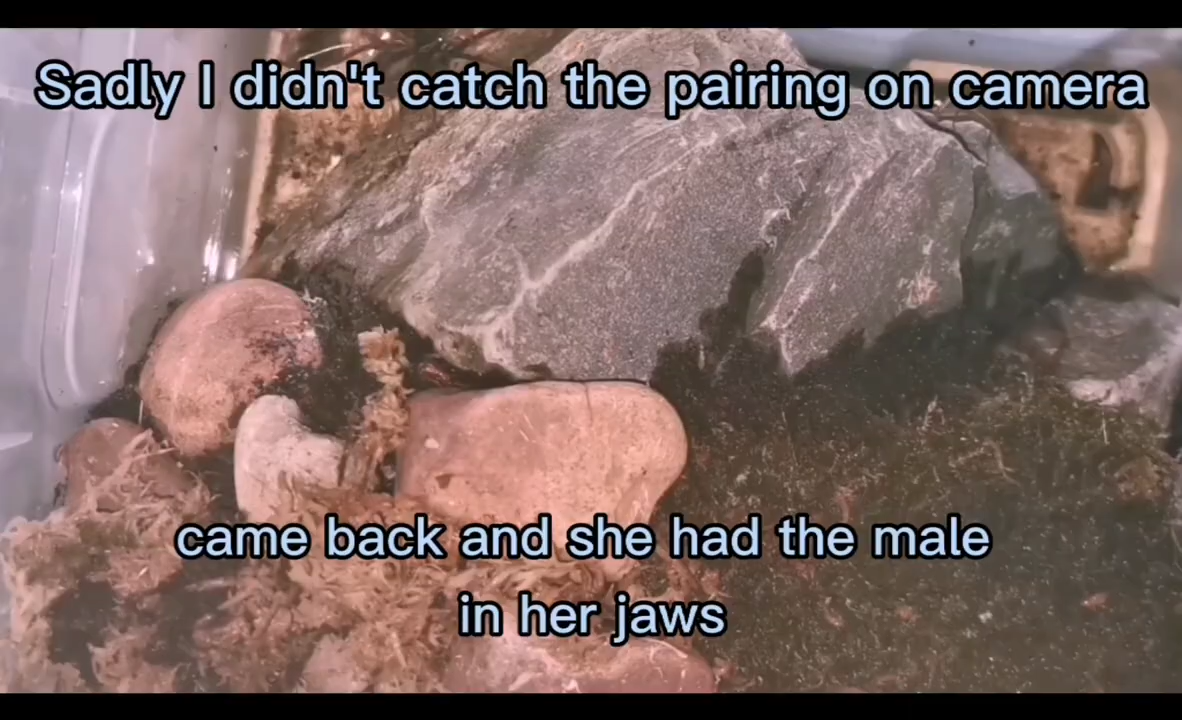 Sadly I didn't catch the pairing on camera
came back and she had the male
in her jaws